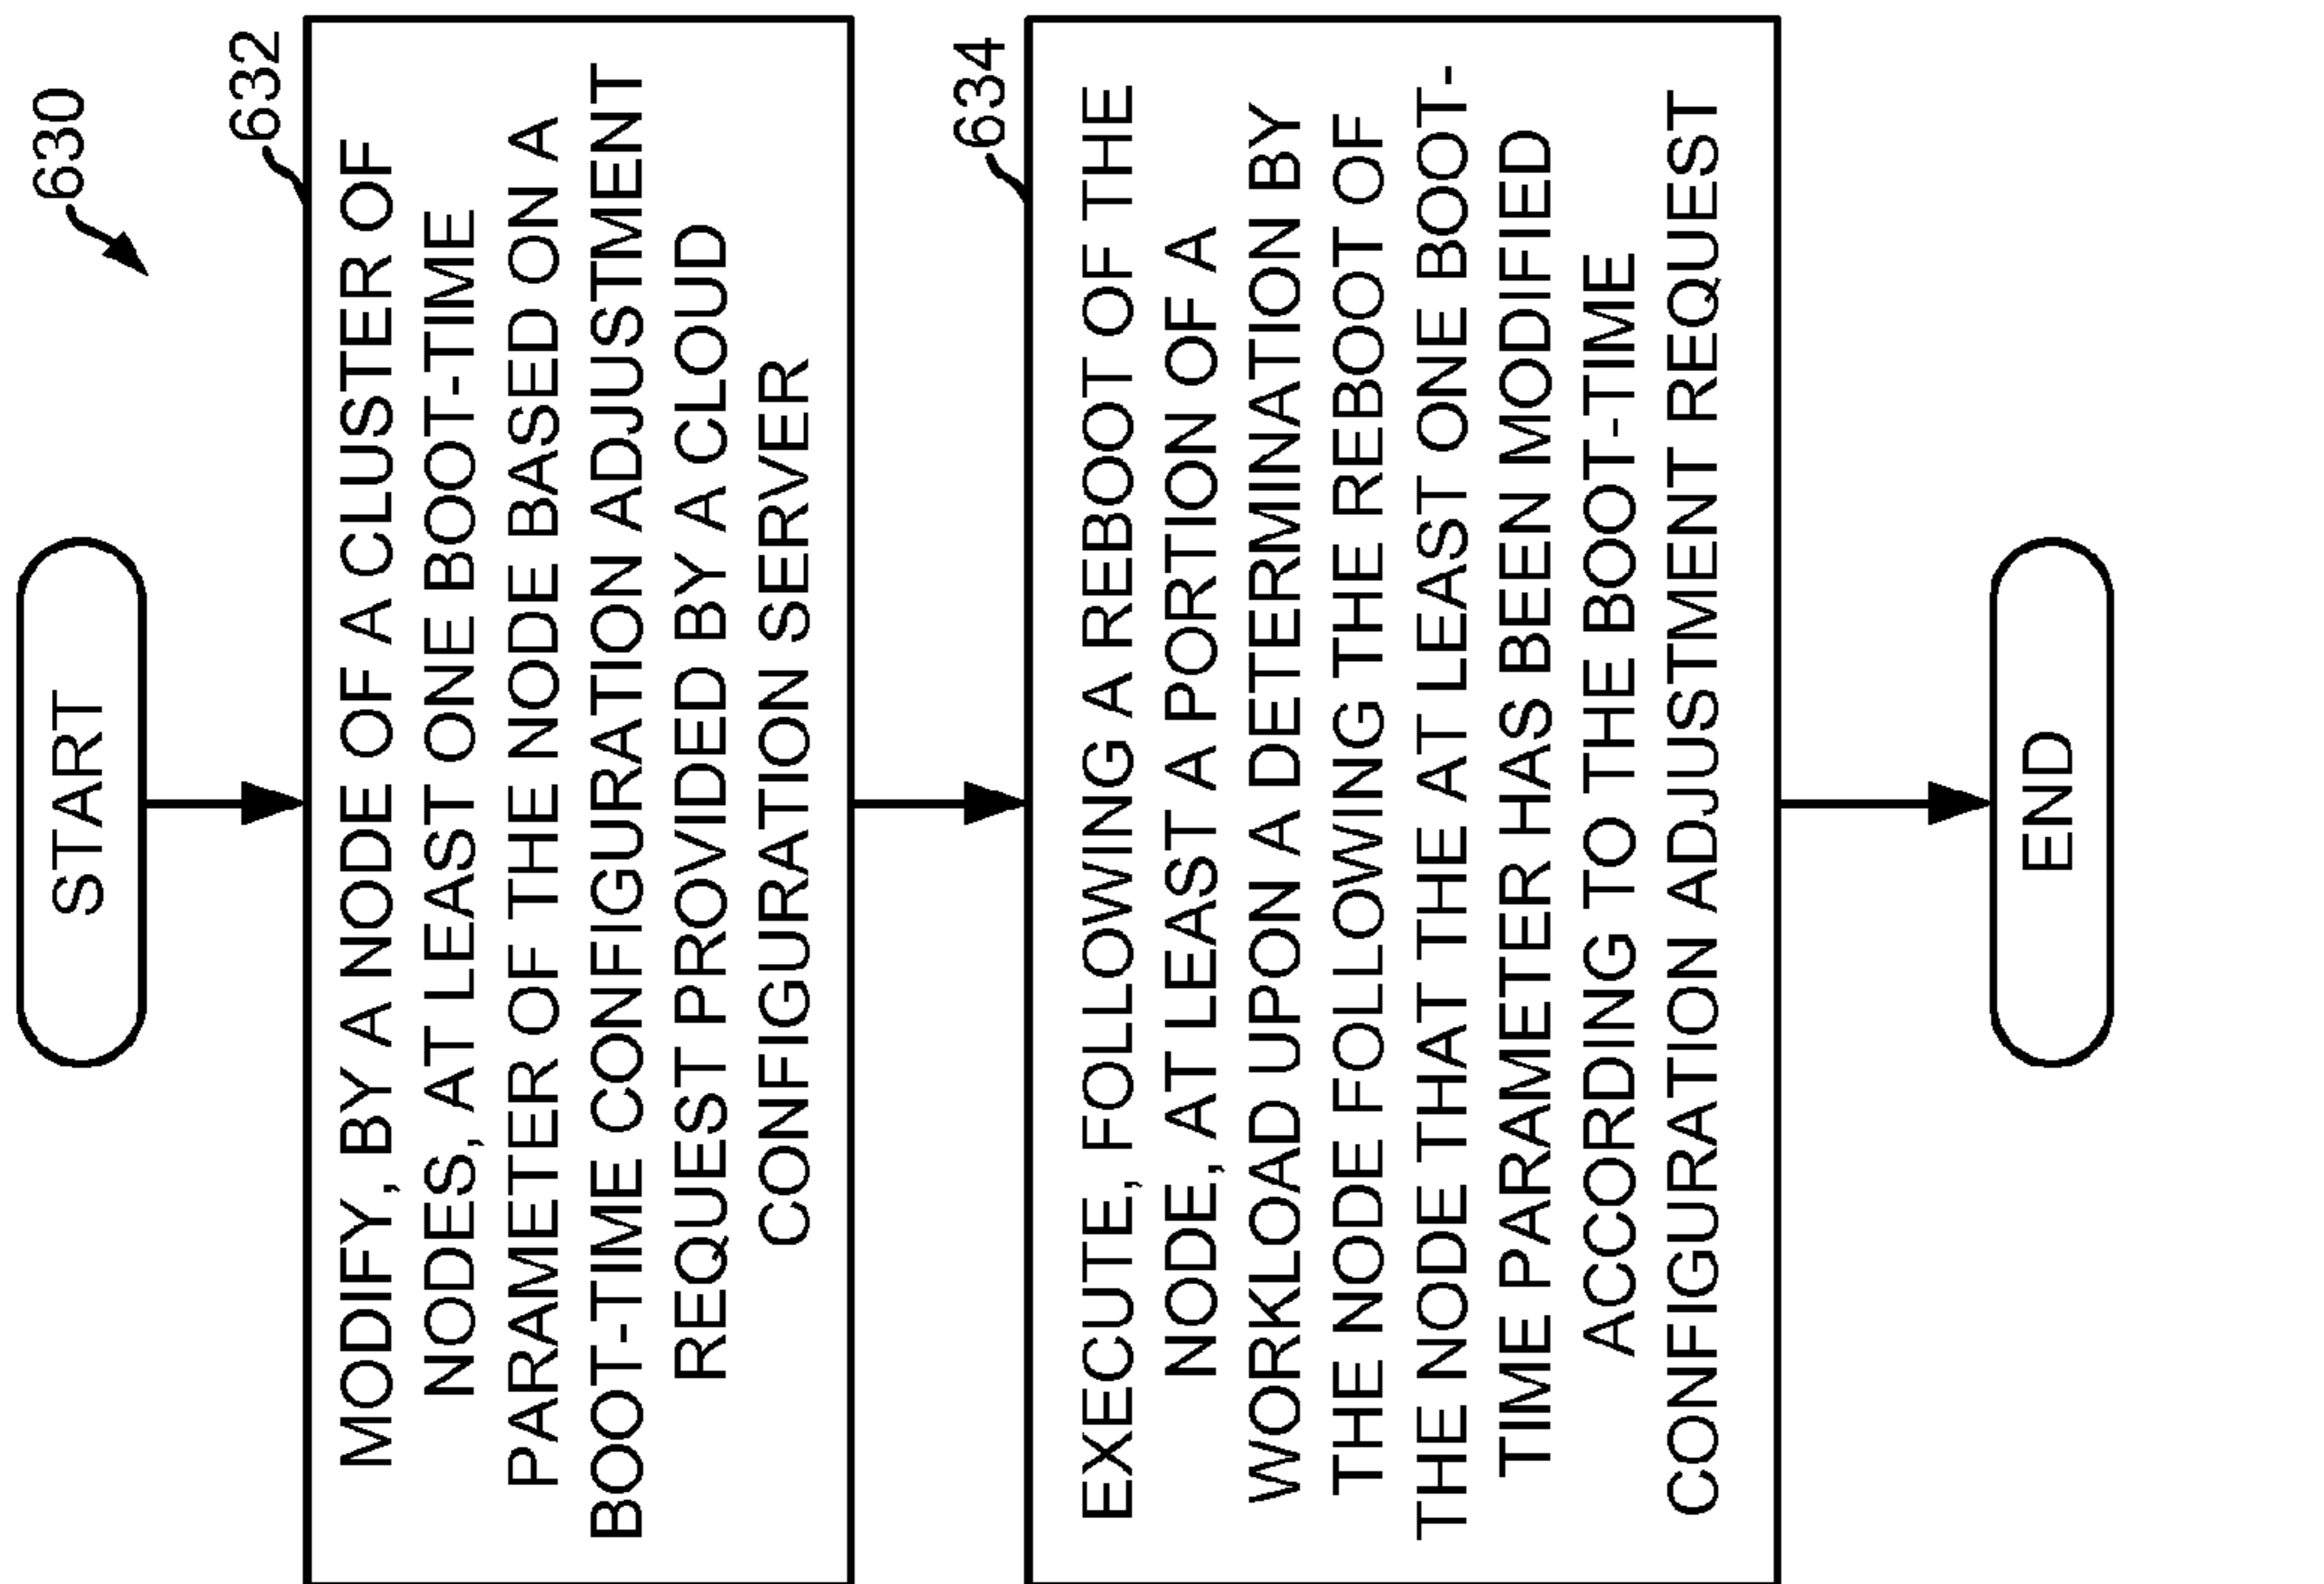 630
START
632
MODIFY, BY A NODE OF A CLUSTER OF
NODES, AT LEAST ONE BOOT-TIME
PARAMETER OF THE NODE BASED ON A
BOOT-TIME CONFIGURATION ADJUSTMENT
REQUEST PROVIDED BY A CLOUD
CONFIGURATION SERVER
634
EXECUTE, FOLLOWING A REBOOT OF THE
NODE, AT LEAST A PORTION OF A
WORKLOAD UPON A DETERMINATION BY
THE NODE FOLLOWING THE REBOOT OF
THE NODE THAT THE AT LEAST ONE BOOT-
TIME PARAMETER HAS BEEN MODIFIED
ACCORDING TO THE BOOT-TIME
CONFIGURATION ADJUSTMENT REQUEST
END